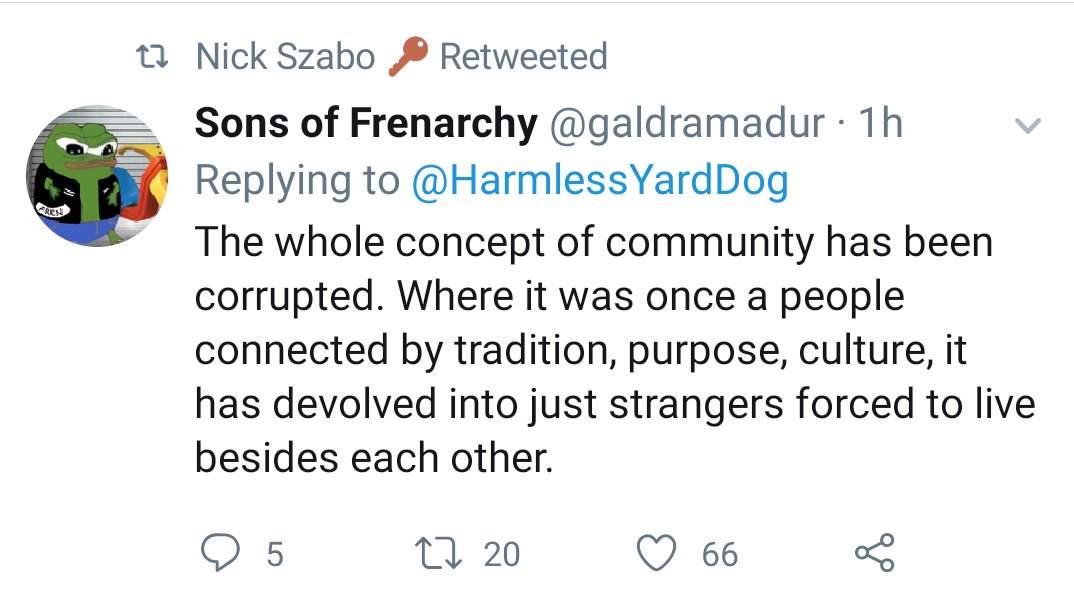 Nick Szabo Retweeted
Sons of Frenarchy @galdramadur · 1h
Replying to @HarmlessYardDog
FREN
The whole concept of community has been
corrupted. Where it was once a people
connected by tradition, purpose, culture, it
has devolved into just strangers forced to live
besides each other.
5 20 66